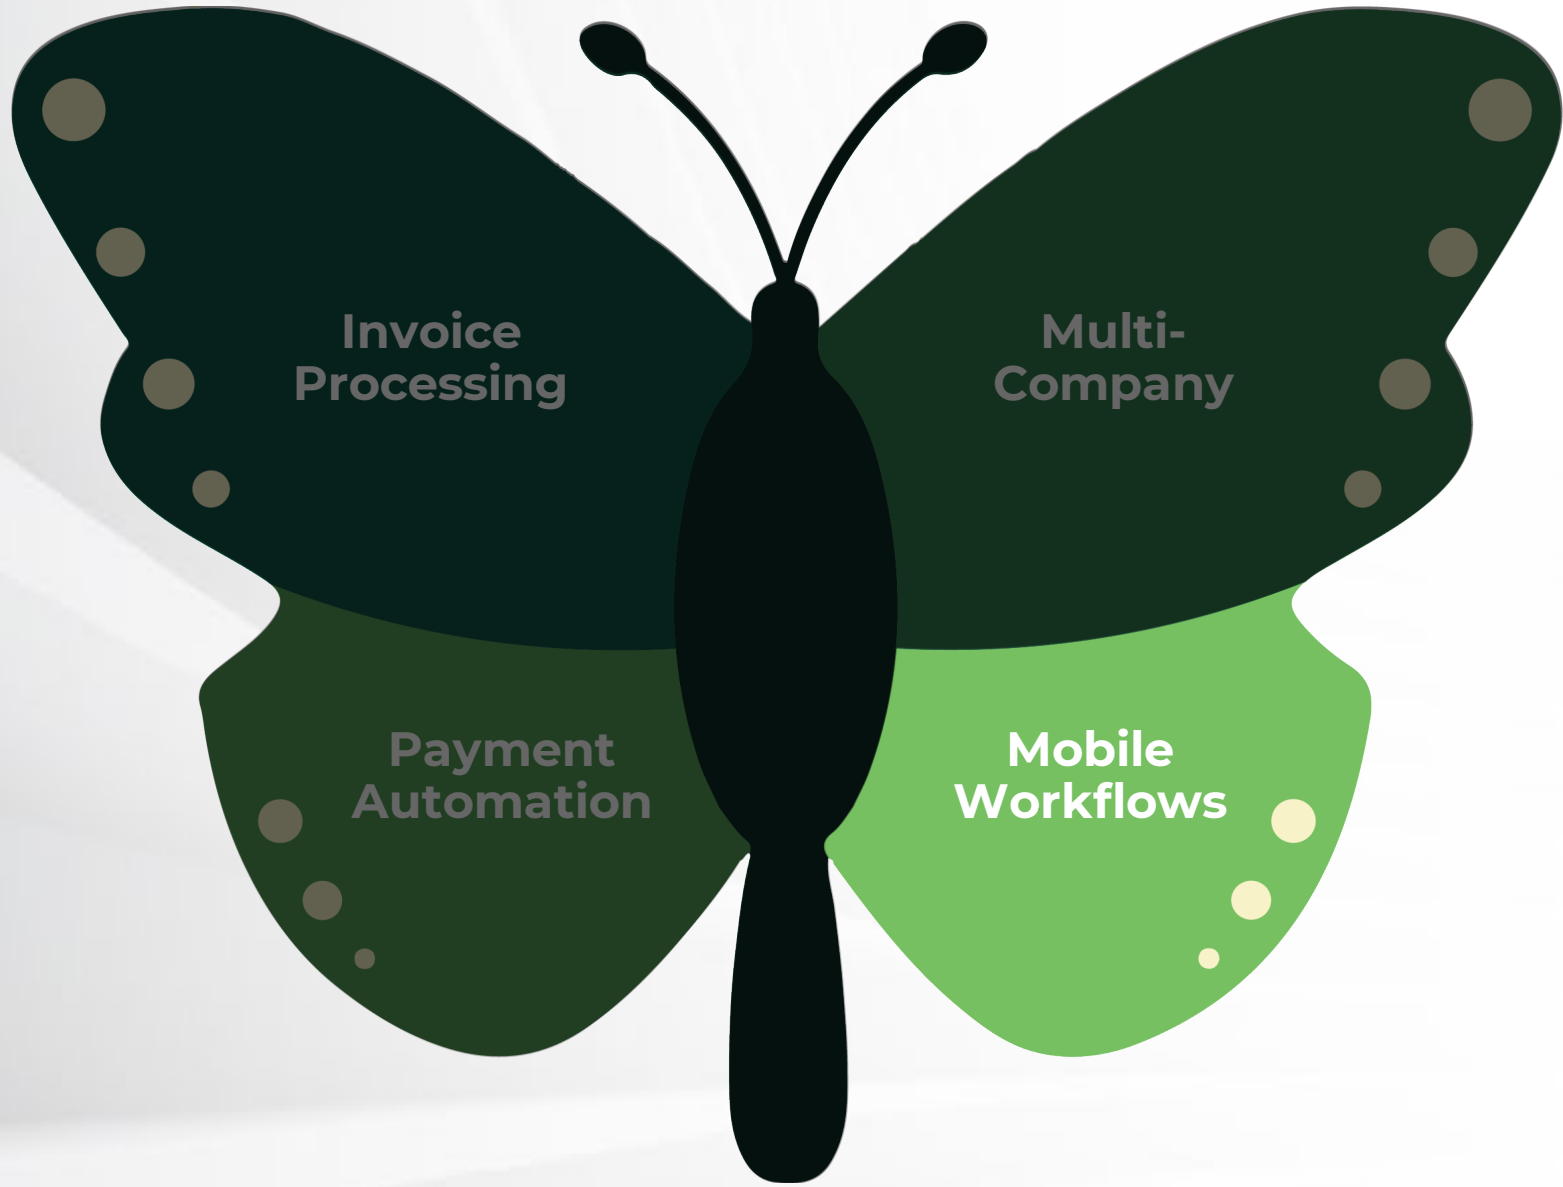 Invoice
Processing
Multi-
Company
Payment
Automation
Mobile
Workflows